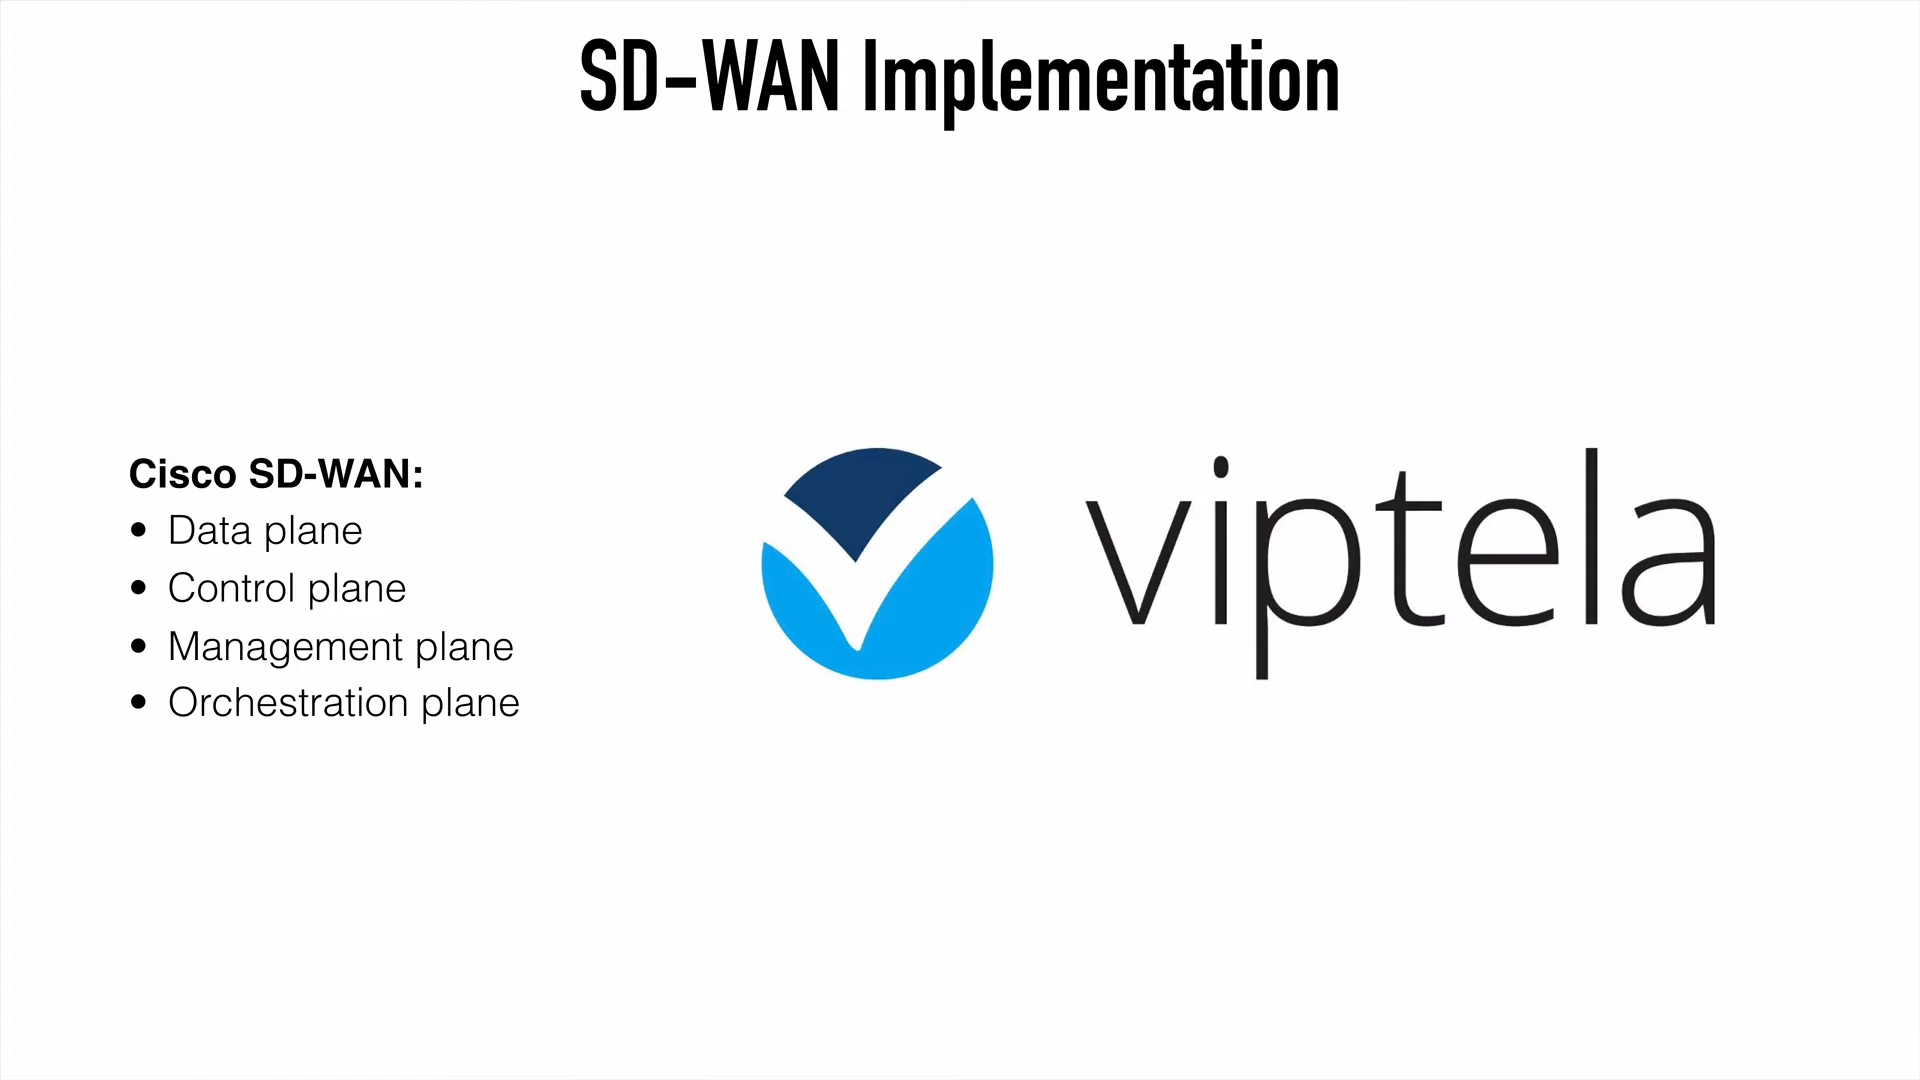 SD-WAN Implementation
Cisco SD-WAN:
• Data plane
• Control plane
• Management plane
• Orchestration plane
viptela